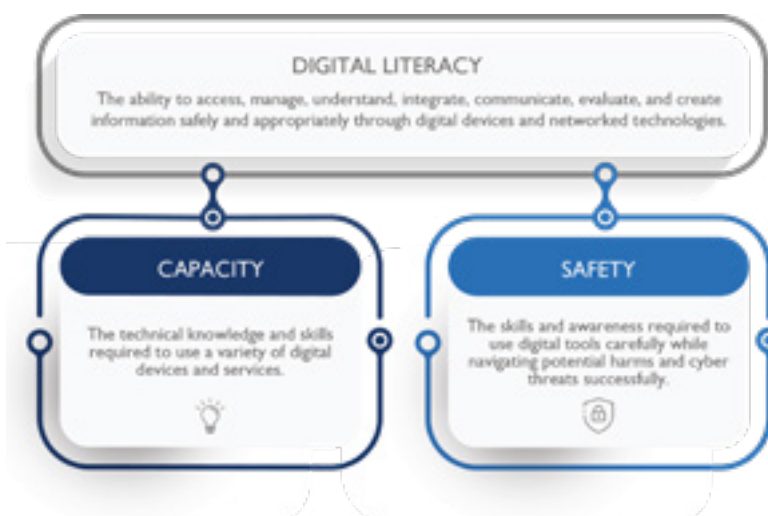 DIGITAL LITERACY
The ability to access, manage, understand, integrate, communicate, evaluate, and create
information safely and appropriately through digital devices and networked technologies.
CAPACITY
The technical knowledge and skills
required to use a variety of digital
devices and services.
SAFETY
The skills and awareness required to
use digital tools carefully while
navigating potential harms and cyber
threats successfully.